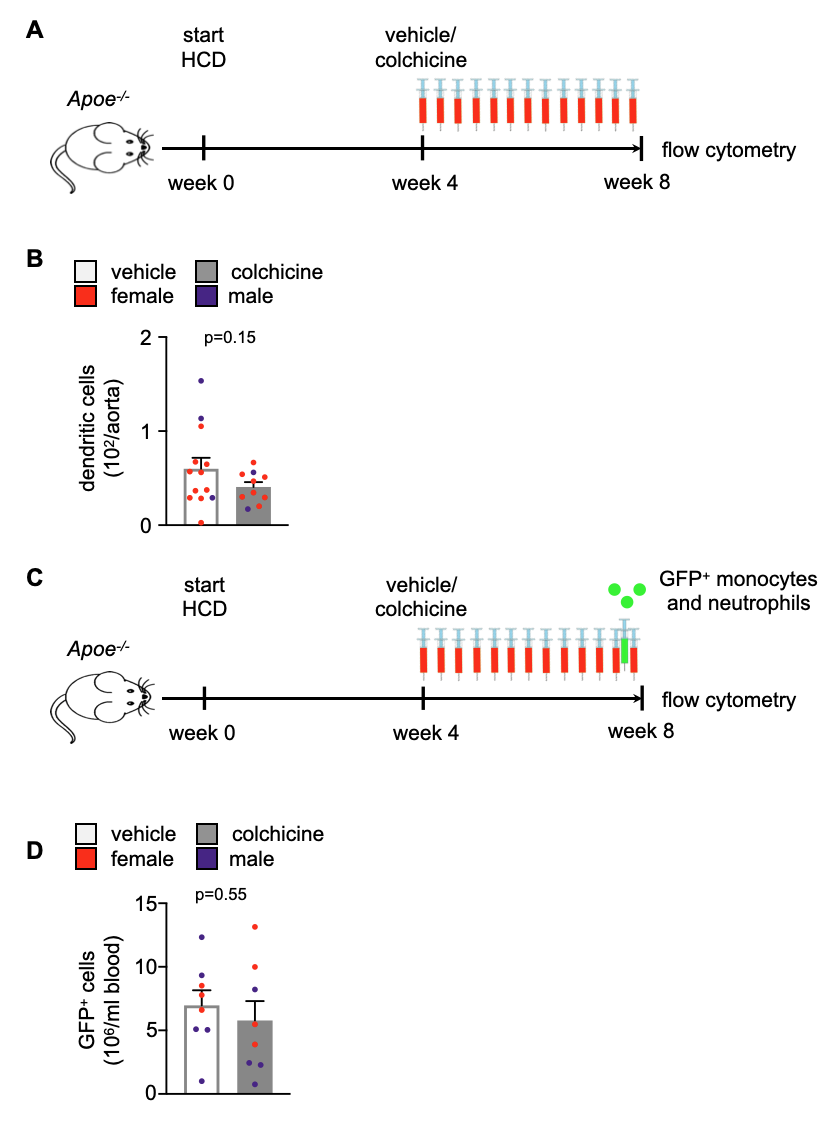 A
start
HCD
vehicle/
colchicine
Apoe-/-
flow cytometry
week 0
week 4
week 8
B
vehicle
colchicine
female
male
p=0.15
2
1
0
dendritic cells
(10²/aorta)
C
start
HCD
vehicle/
colchicine
GFP⁺ monocytes
and neutrophils
Apoe-/-
flow cytometry
week 0
week 4
week 8
D
vehicle
colchicine
female
male
p=0.55
15
10
5
0
GFP⁺ cells
(10⁶/ml blood)